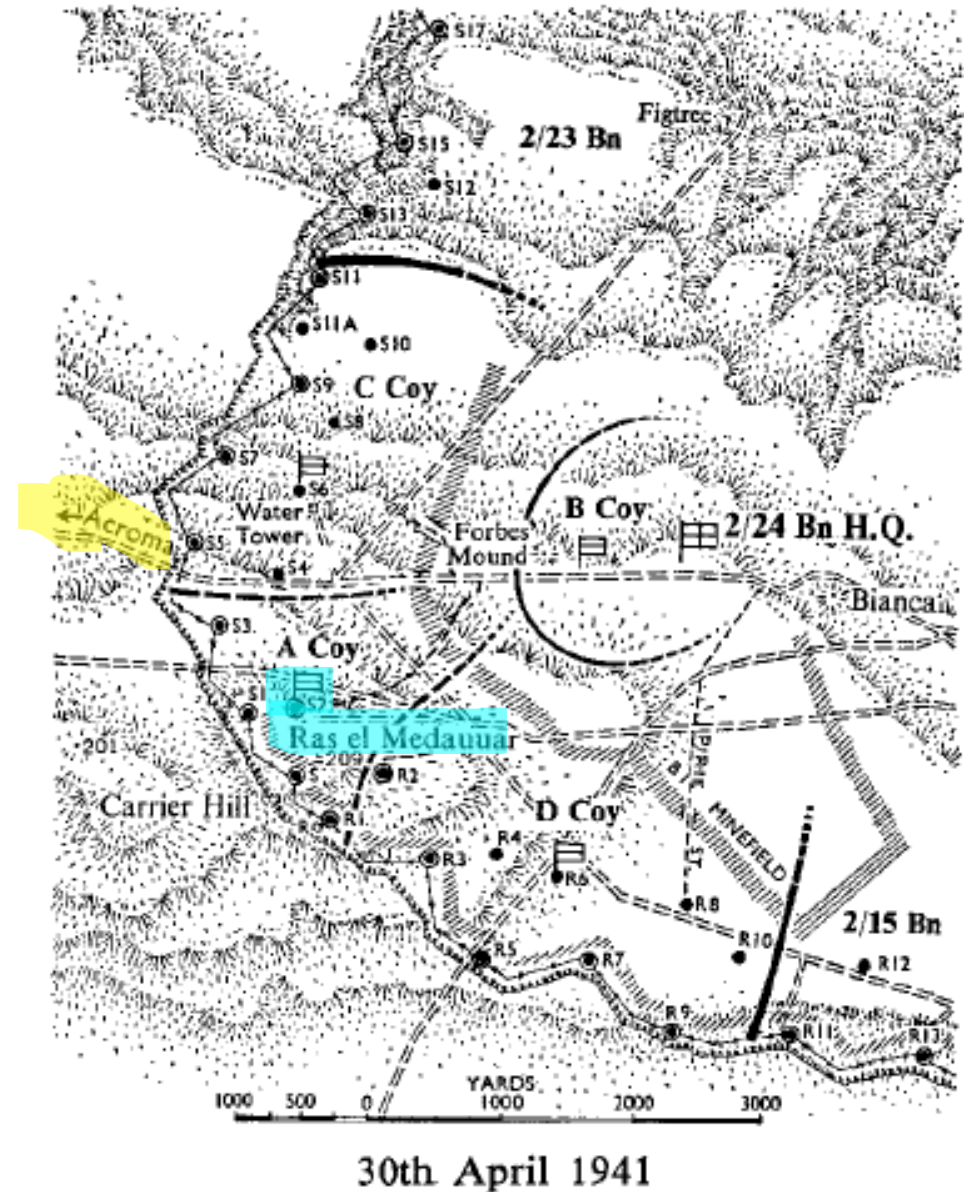 S17
Figtree
2/23 Bn
S15
S12
S13
S11
S11A
S10
S9
C Coy
S8
S7
S6
Water
Tower
B Coy
2/24 Bn H.Q.
Forbes
Mound
←Acroma
S5
S4
Bianca
S3
A Coy
S1
S2
Ras el Medauuar
201
209
R2
Carrier Hill
R1
D Coy
PIRIE ST.
B1 MINEFIELD
R4
R3
R6
R8
2/15 Bn
R10
R12
R5
R7
R9
R11
R13
YARDS
1000 500 0 1000 2000 3000
30th April 1941